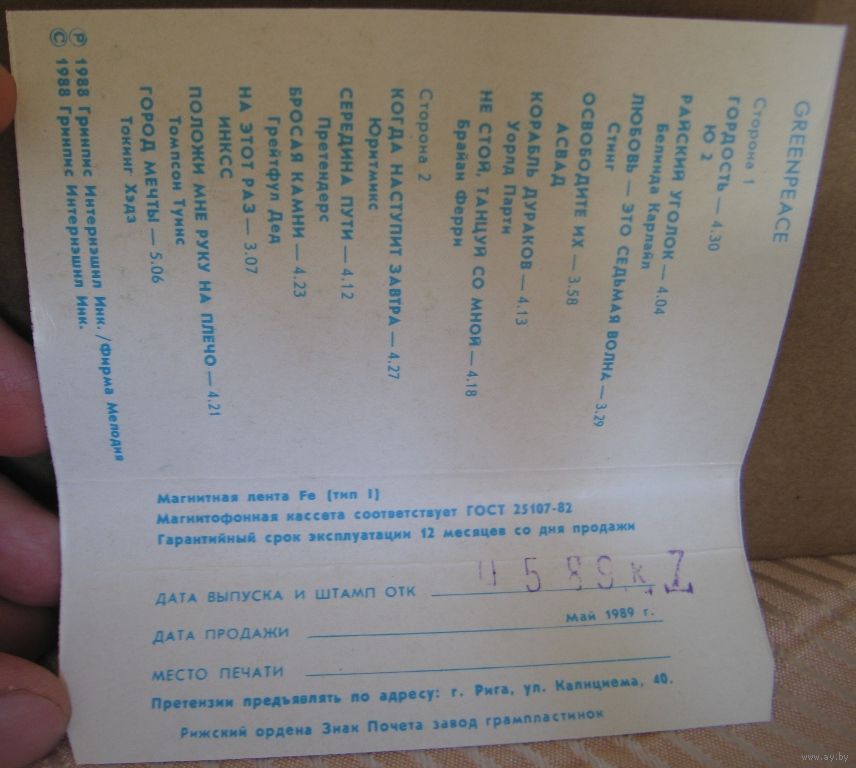 GREENPEACE
Сторона 1
ГОРДОСТЬ — 4.30
Ю 2
РАЙСКИЙ УГОЛОК — 4.04
Белинда Карлайл
ЛЮБОВЬ — ЭТО СЕДЬМАЯ ВОЛНА — 3.29
Стинг
ОСВОБОДИТЕ ИХ — 3.58
АСВАД
КОРАБЛЬ ДУРАКОВ — 4.13
Уорлд Парти
НЕ СТОЙ, ТАНЦУЙ СО МНОЙ — 4.18
Брайан Ферри
Сторона 2
КОГДА НАСТУПИТ ЗАВТРА — 4.27
Юритмикс
СЕРЕДИНА ПУТИ — 4.12
Претендерс
БРОСАЯ КАМНИ — 4.23
Грейтфул Дед
НА ЭТОТ РАЗ — 3.07
ИНКСС
ПОЛОЖИ МНЕ РУКУ НА ПЛЕЧО — 4.21
Томпсон Туинс
ГОРОД МЕЧТЫ — 5.06
Токинг Хэдз
℗ 1988 Гринпис Интернэшнл Инк. /Фирма Мелодия
© 1988 Гринпис Интернэшнл Инк.
Магнитная лента Fe (тип I)
Магнитофонная кассета соответствует ГОСТ 25107-82
Гарантийный срок эксплуатации 12 месяцев со дня продажи
ДАТА ВЫПУСКА И ШТАМП ОТК 589 к
Май 1989 г.
ДАТА ПРОДАЖИ
МЕСТО ПЕЧАТИ
Претензии предъявлять по адресу: г. Рига, ул. Калнциема, 40.
Рижский ордена Знак Почета завод грампластинок
www.ay.by